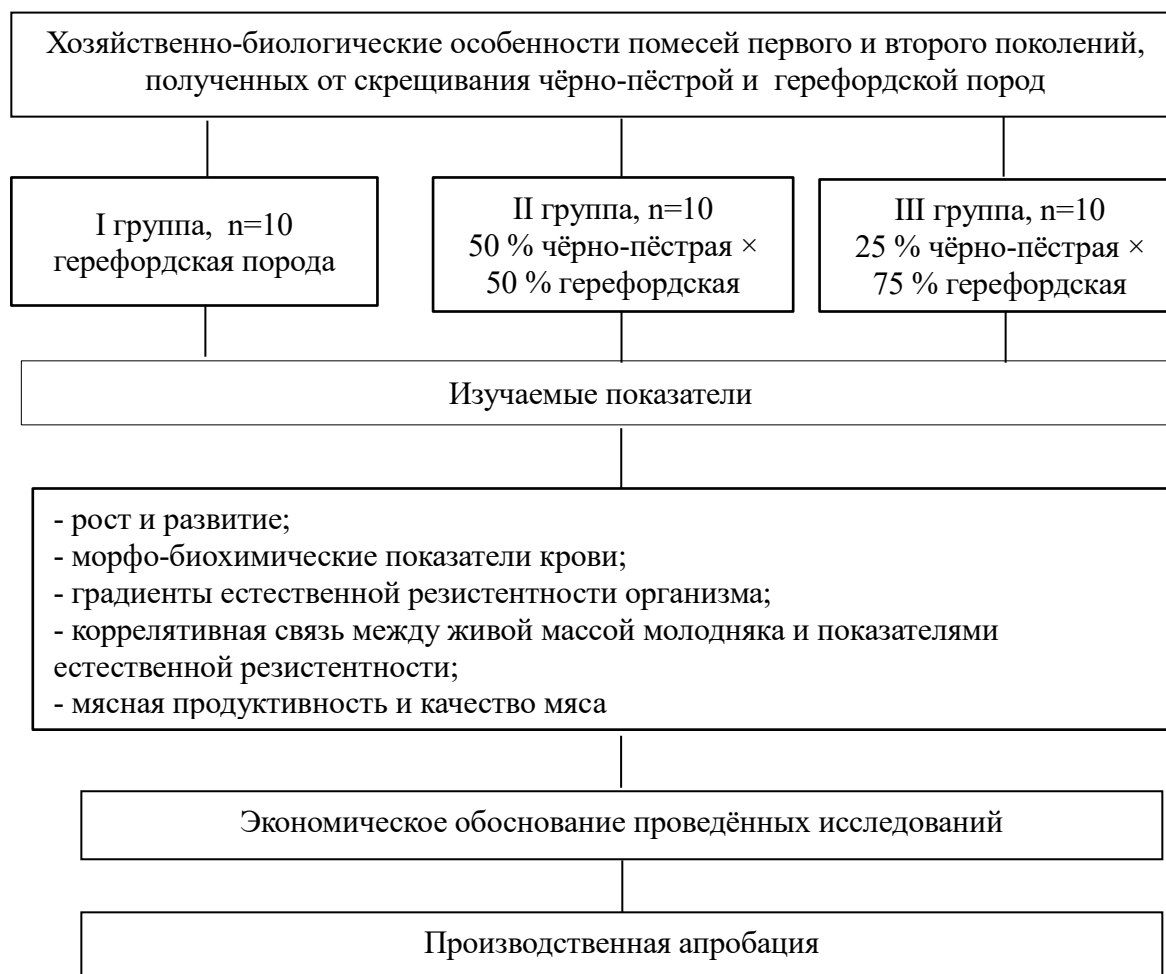 Хозяйственно-биологические особенности помесей первого и второго поколений,
полученных от скрещивания чёрно-пёстрой и герефордской пород
I группа, n=10
герефордская порода
II группа, n=10
50 % чёрно-пёстрая ×
50 % герефордская
III группа, n=10
25 % чёрно-пёстрая ×
75 % герефордская
Изучаемые показатели
- рост и развитие;
- морфо-биохимические показатели крови;
- градиенты естественной резистентности организма;
- коррелятивная связь между живой массой молодняка и показателями
естественной резистентности;
- мясная продуктивность и качество мяса
Экономическое обоснование проведённых исследований
Производственная апробация